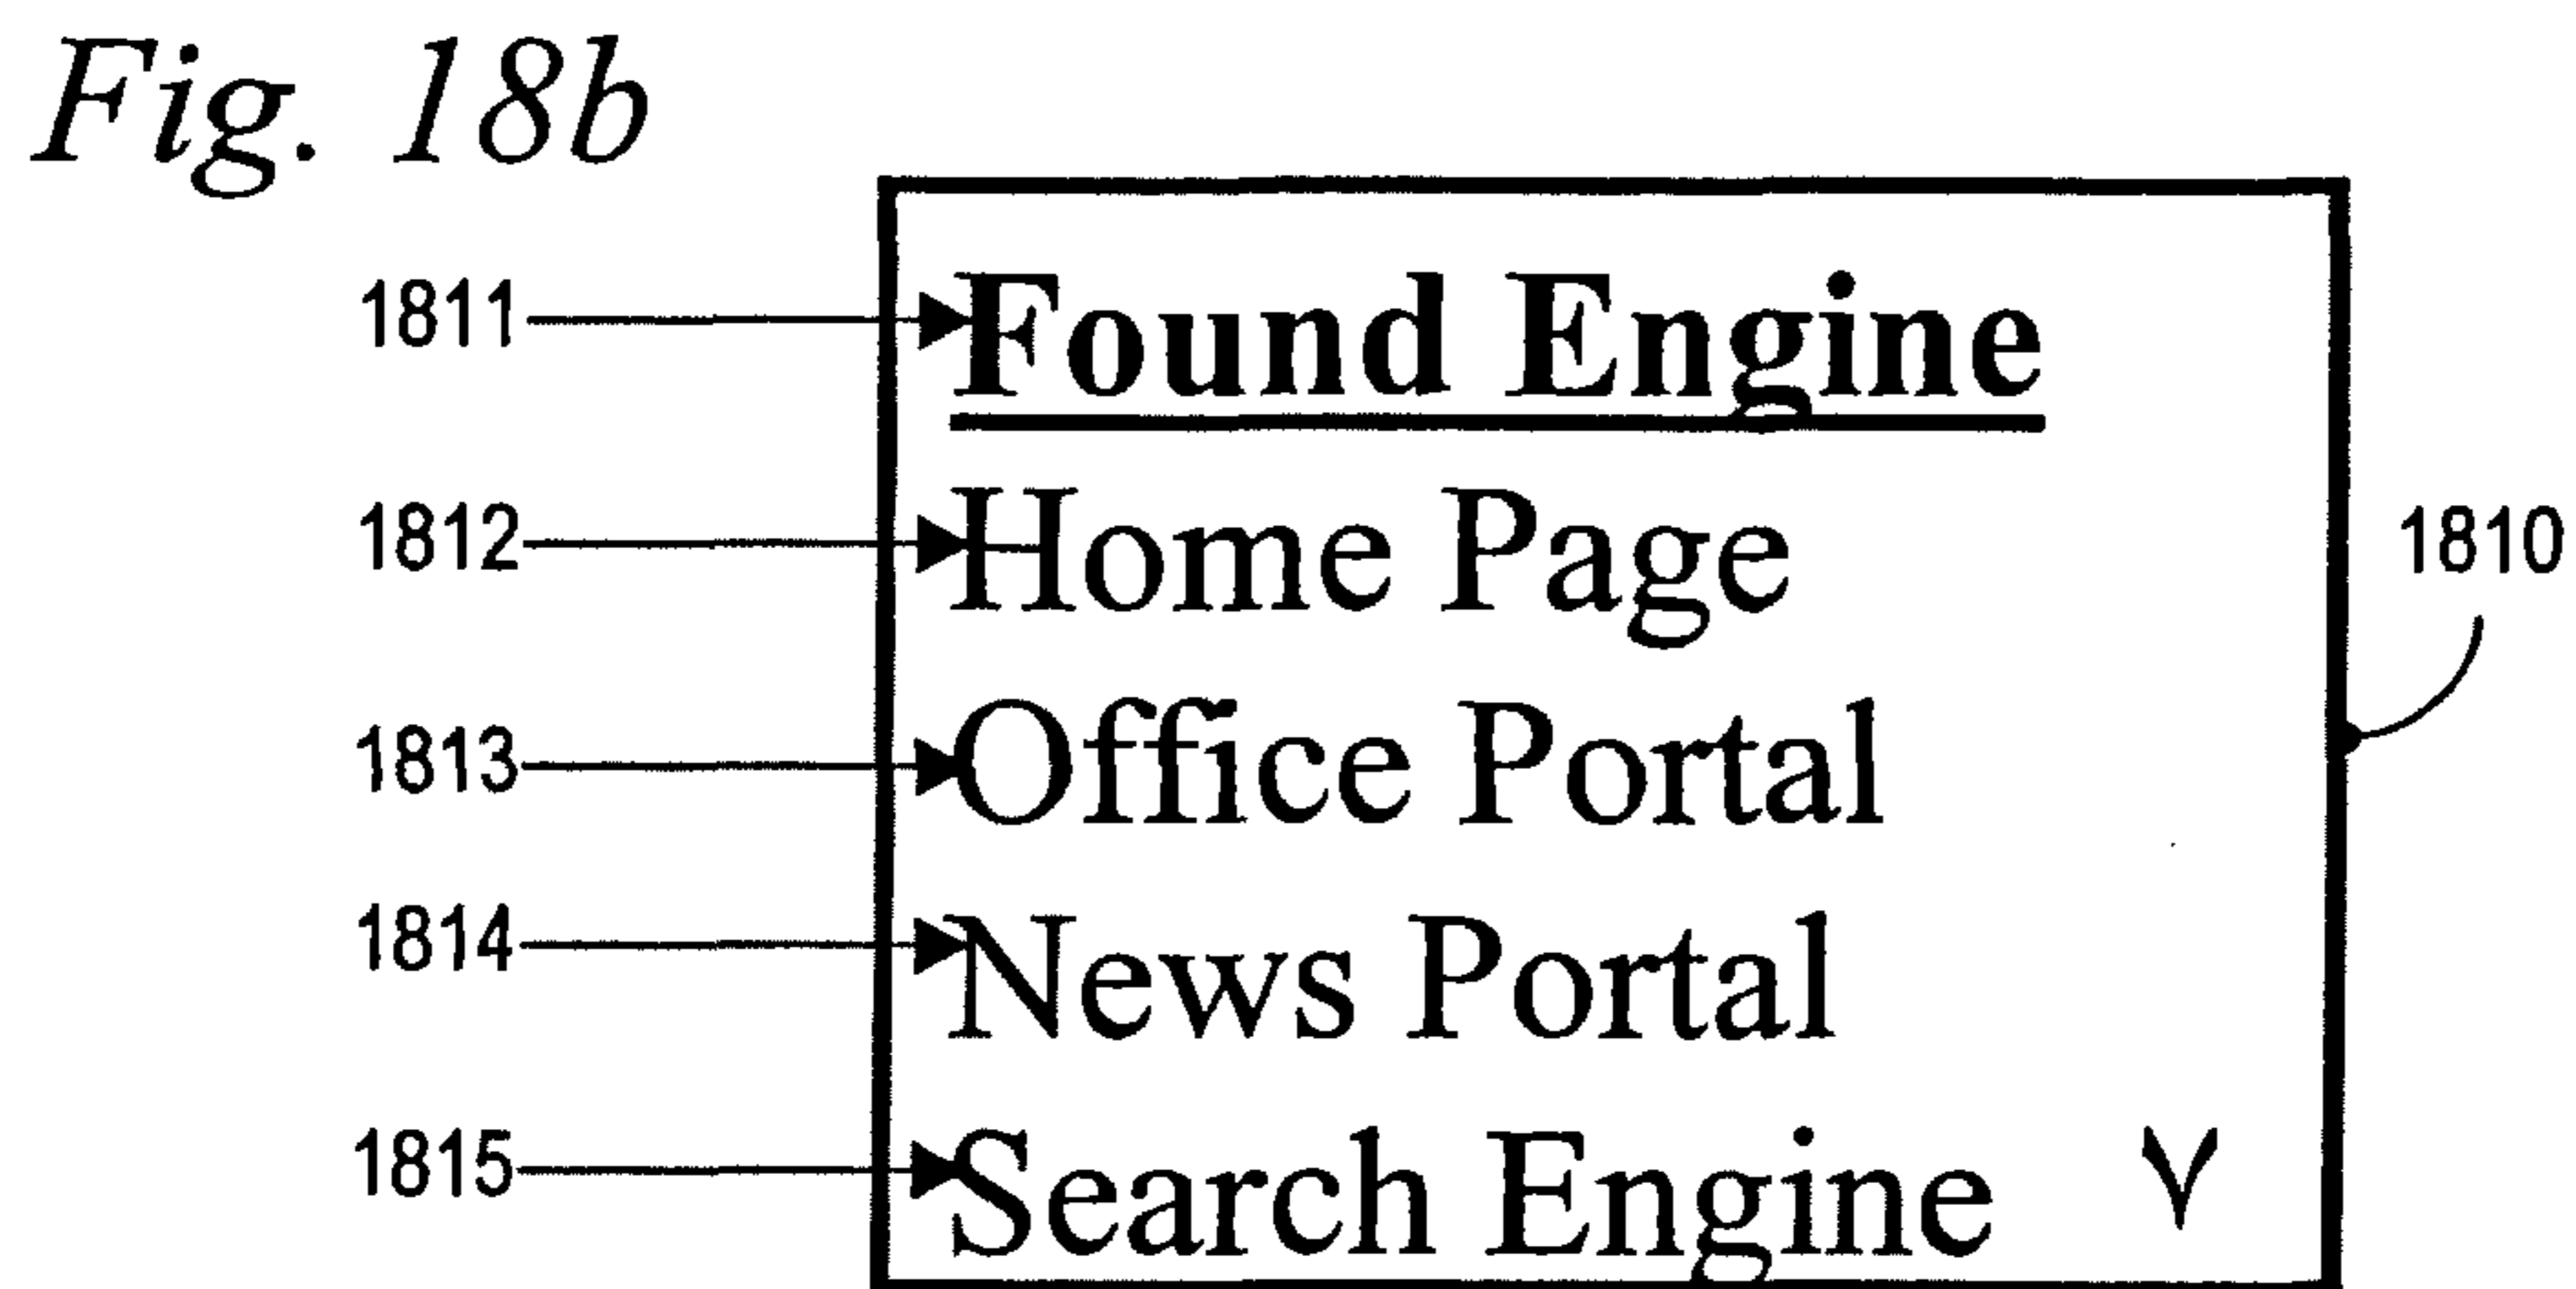 Fig. 18b
1811 Found Engine
1812 Home Page
1810
1813 Office Portal
1814 News Portal
1815 Search Engine